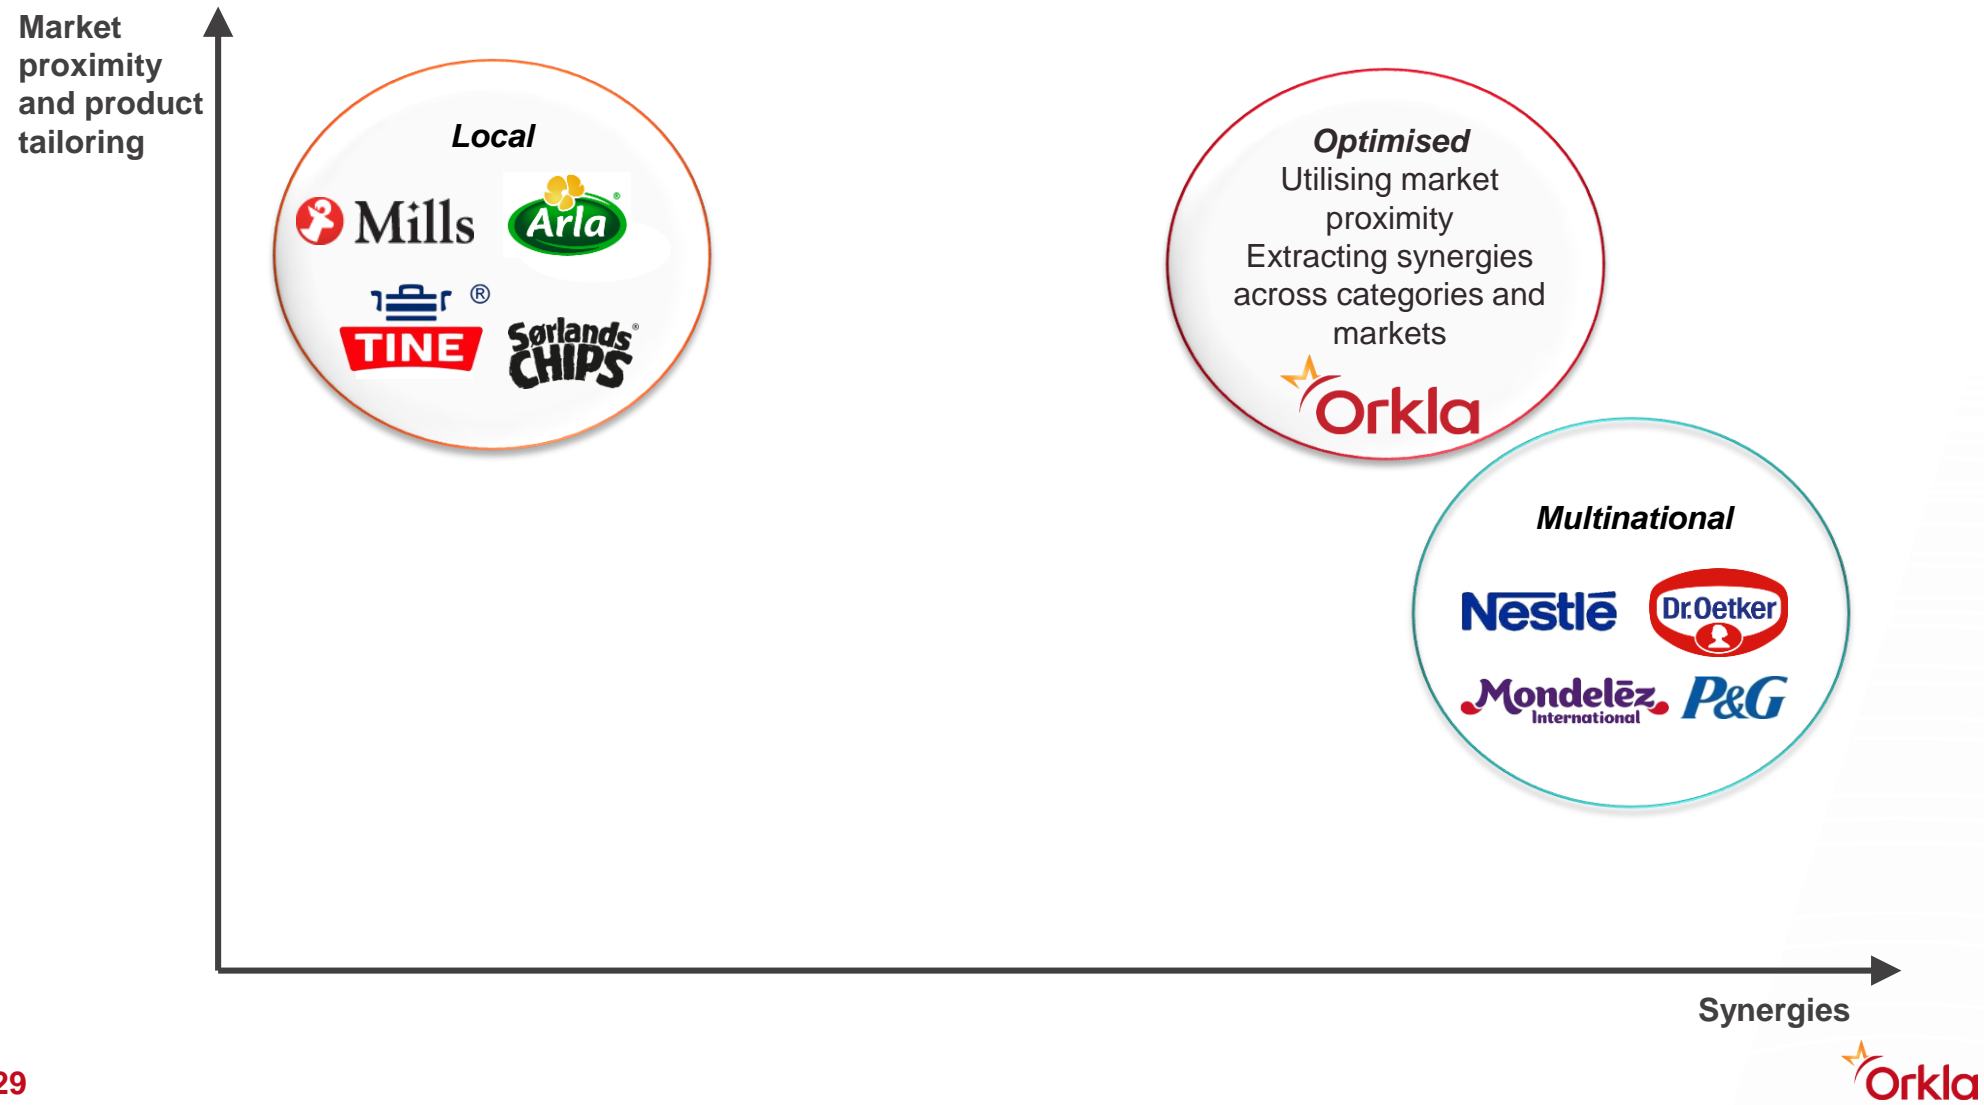 Market
proximity
and product
tailoring
Local
Mills
Arla
®
TINE
®
Sørlands®
CHIPS
Optimised
Utilising market
proximity
Extracting synergies
across categories and
markets
Orkla
Multinational
Nestlé
Dr.Oetker
Mondelēz
International
P&G
Synergies
29
Orkla